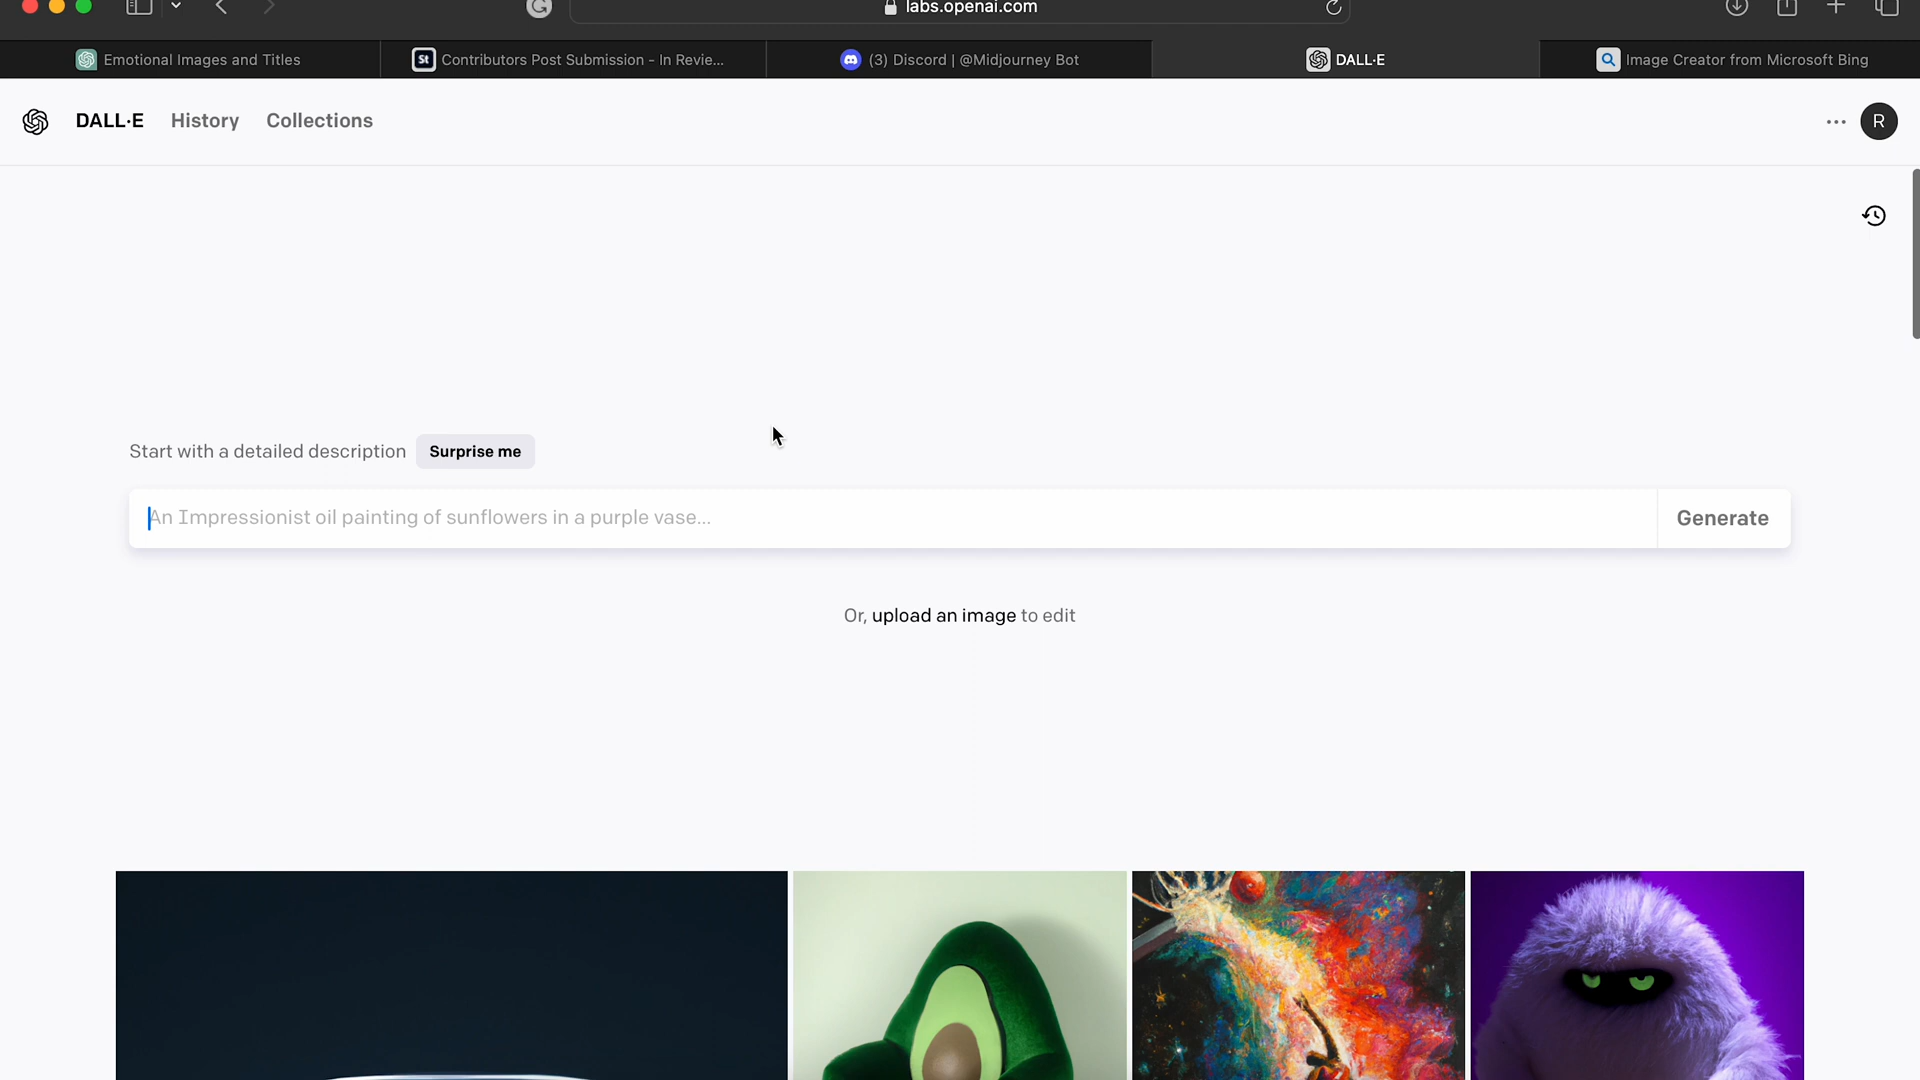 labs.openai.com
Emotional Images and Titles
St
Contributors Post Submission - In Revie...
(3) Discord | @Midjourney Bot
DALL·E
Image Creator from Microsoft Bing
DALL·E
History
Collections
R
Start with a detailed description
Surprise me
An Impressionist oil painting of sunflowers in a purple vase...
Generate
Or, upload an image to edit